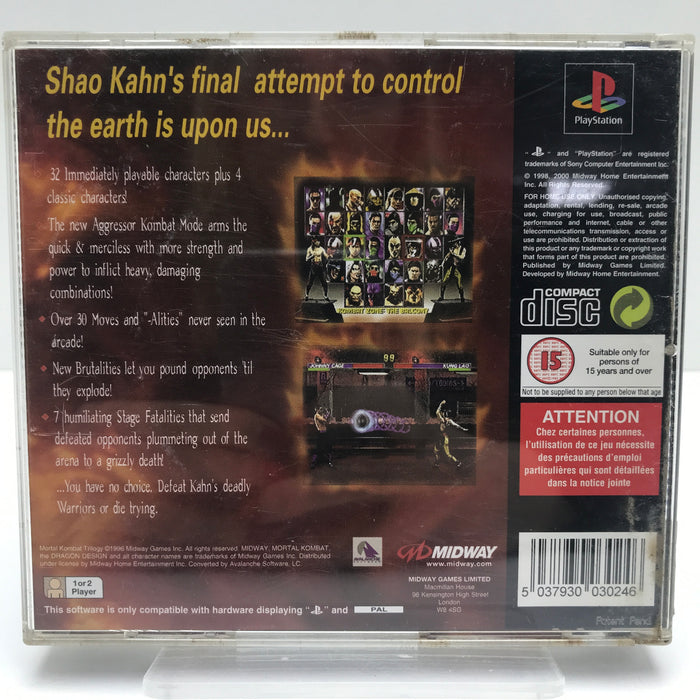 Shao Kahn's final attempt to control
the earth is upon us...
32 Immediately playable characters plus 4
classic characters!
The new Aggressor Kombat Mode arms the
quick & merciless with more strength and
power to inflict heavy, damaging
combinations!
Over 30 Moves and "-Alities" never seen in the
arcade!
New Brutalities let you pound opponents 'til
they explode!
7 humiliating Stage Fatalities that send
defeated opponents plummeting out of the
arena to a grizzly death!
...You have no choice. Defeat Kahn's deadly
Warriors or die trying.
KOMBAT ZONE: THE BALCONY
JOHNNY CAGE
99
KUNG LAO
Mortal Kombat Trilogy ©1996 Midway Games Inc. All rights reserved. MIDWAY, MORTAL KOMBAT,
the DRAGON DESIGN and all character names are trademarks of Midway Games Inc. Distributed
under license by Midway Home Entertainment Inc. Converted by Avalanche Software, LC.
1 or 2
Player
This software is only compatible with hardware displaying " " and PAL
MIDWAY
MIDWAY GAMES LIMITED
Macmillan House
96 Kensington High Street
London
W8 4SG
PlayStation
" " and "PlayStation" are registered
trademarks of Sony Computer Entertainment Inc.
© 1998, 2000 Midway Home Entertainment
Inc. All Rights Reserved.
FOR HOME USE ONLY. Unauthorised copying,
adaptation, rental, lending, re-sale, arcade
use, charging for use, broadcast, public
performance and internet, cable or other
telecommunications transmission, access or
use are prohibited. Distribution or extraction of
this product or any trademark or copyright work
that forms part of this product are prohibited.
Published by Midway Games Limited.
Developed by Midway Home Entertainment Inc.
COMPACT
disc
15
Suitable only for
persons of
15 years and over
Not to be supplied to any person below that age
ATTENTION
Chez certaines personnes,
l'utilisation de ce jeu nécessite
des précautions d'emploi
particulières qui sont détaillées
dans la notice jointe
5 037930 030246
Patent Pend.